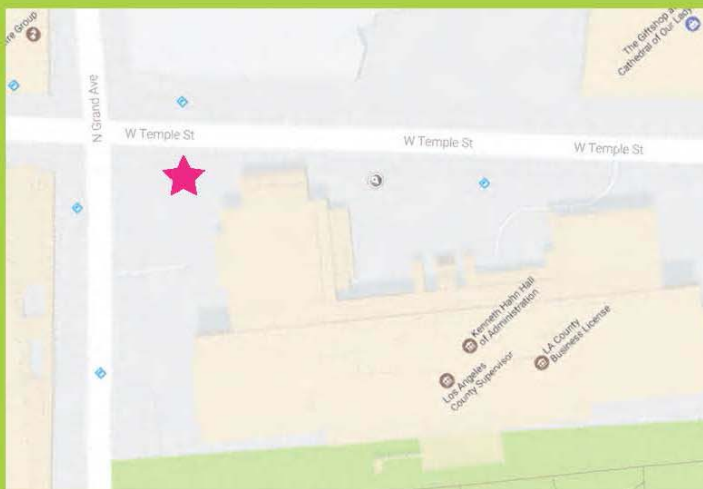 ire Group
The Giftshop a
Cathedral of Our Lady
N Grand Ave
W Temple St
W Temple St
W Temple St
Kenneth Hahn Hall
of Administration
LA County
Business License
Los Angeles
County Supervisor